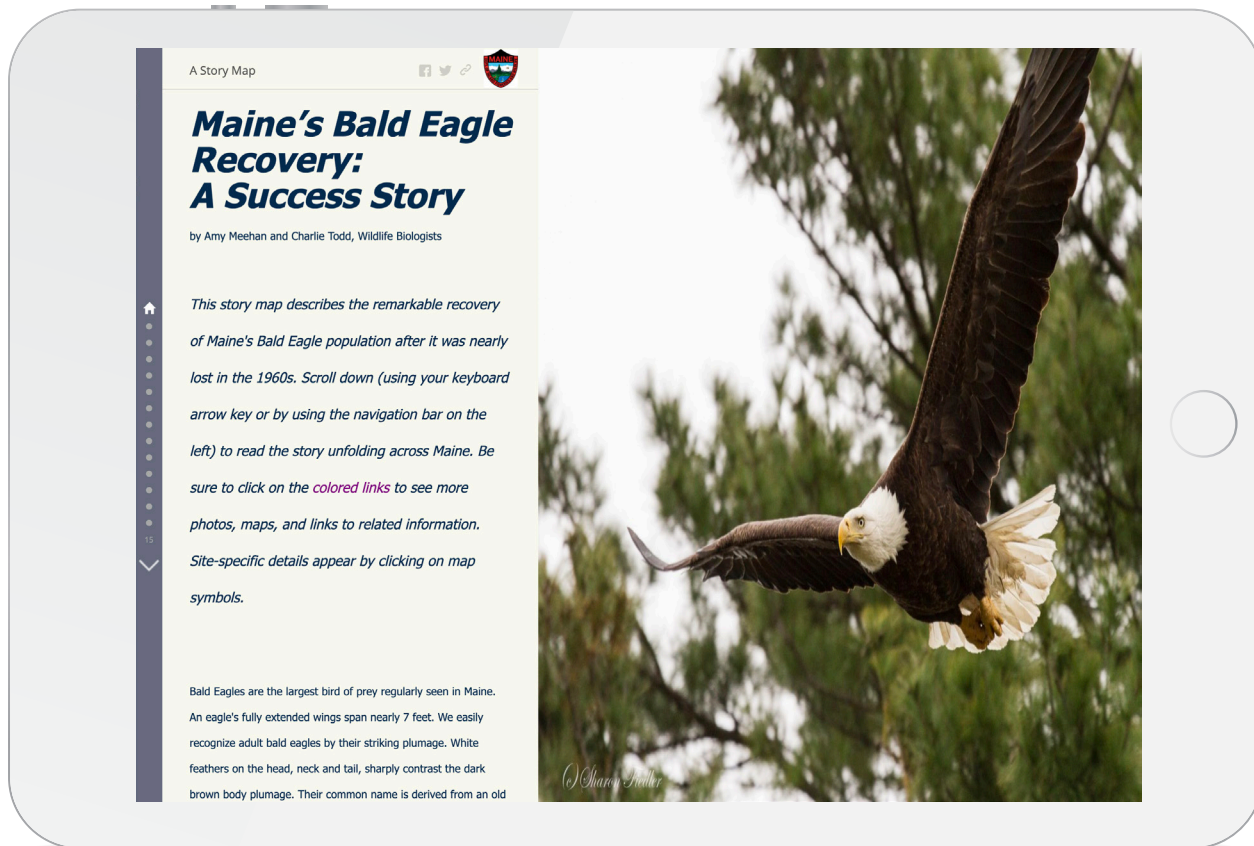 A Story Map
MAINE
Maine’s Bald Eagle
Recovery:
A Success Story
by Amy Meehan and Charlie Todd, Wildlife Biologists
This story map describes the remarkable recovery
of Maine's Bald Eagle population after it was nearly
lost in the 1960s. Scroll down (using your keyboard
arrow key or by using the navigation bar on the
left) to read the story unfolding across Maine. Be
sure to click on the colored links to see more
photos, maps, and links to related information.
Site-specific details appear by clicking on map
symbols.
15
Bald Eagles are the largest bird of prey regularly seen in Maine.
An eagle's fully extended wings span nearly 7 feet. We easily
recognize adult bald eagles by their striking plumage. White
feathers on the head, neck and tail, sharply contrast the dark
brown body plumage. Their common name is derived from an old
(c) Sharon Fiedler